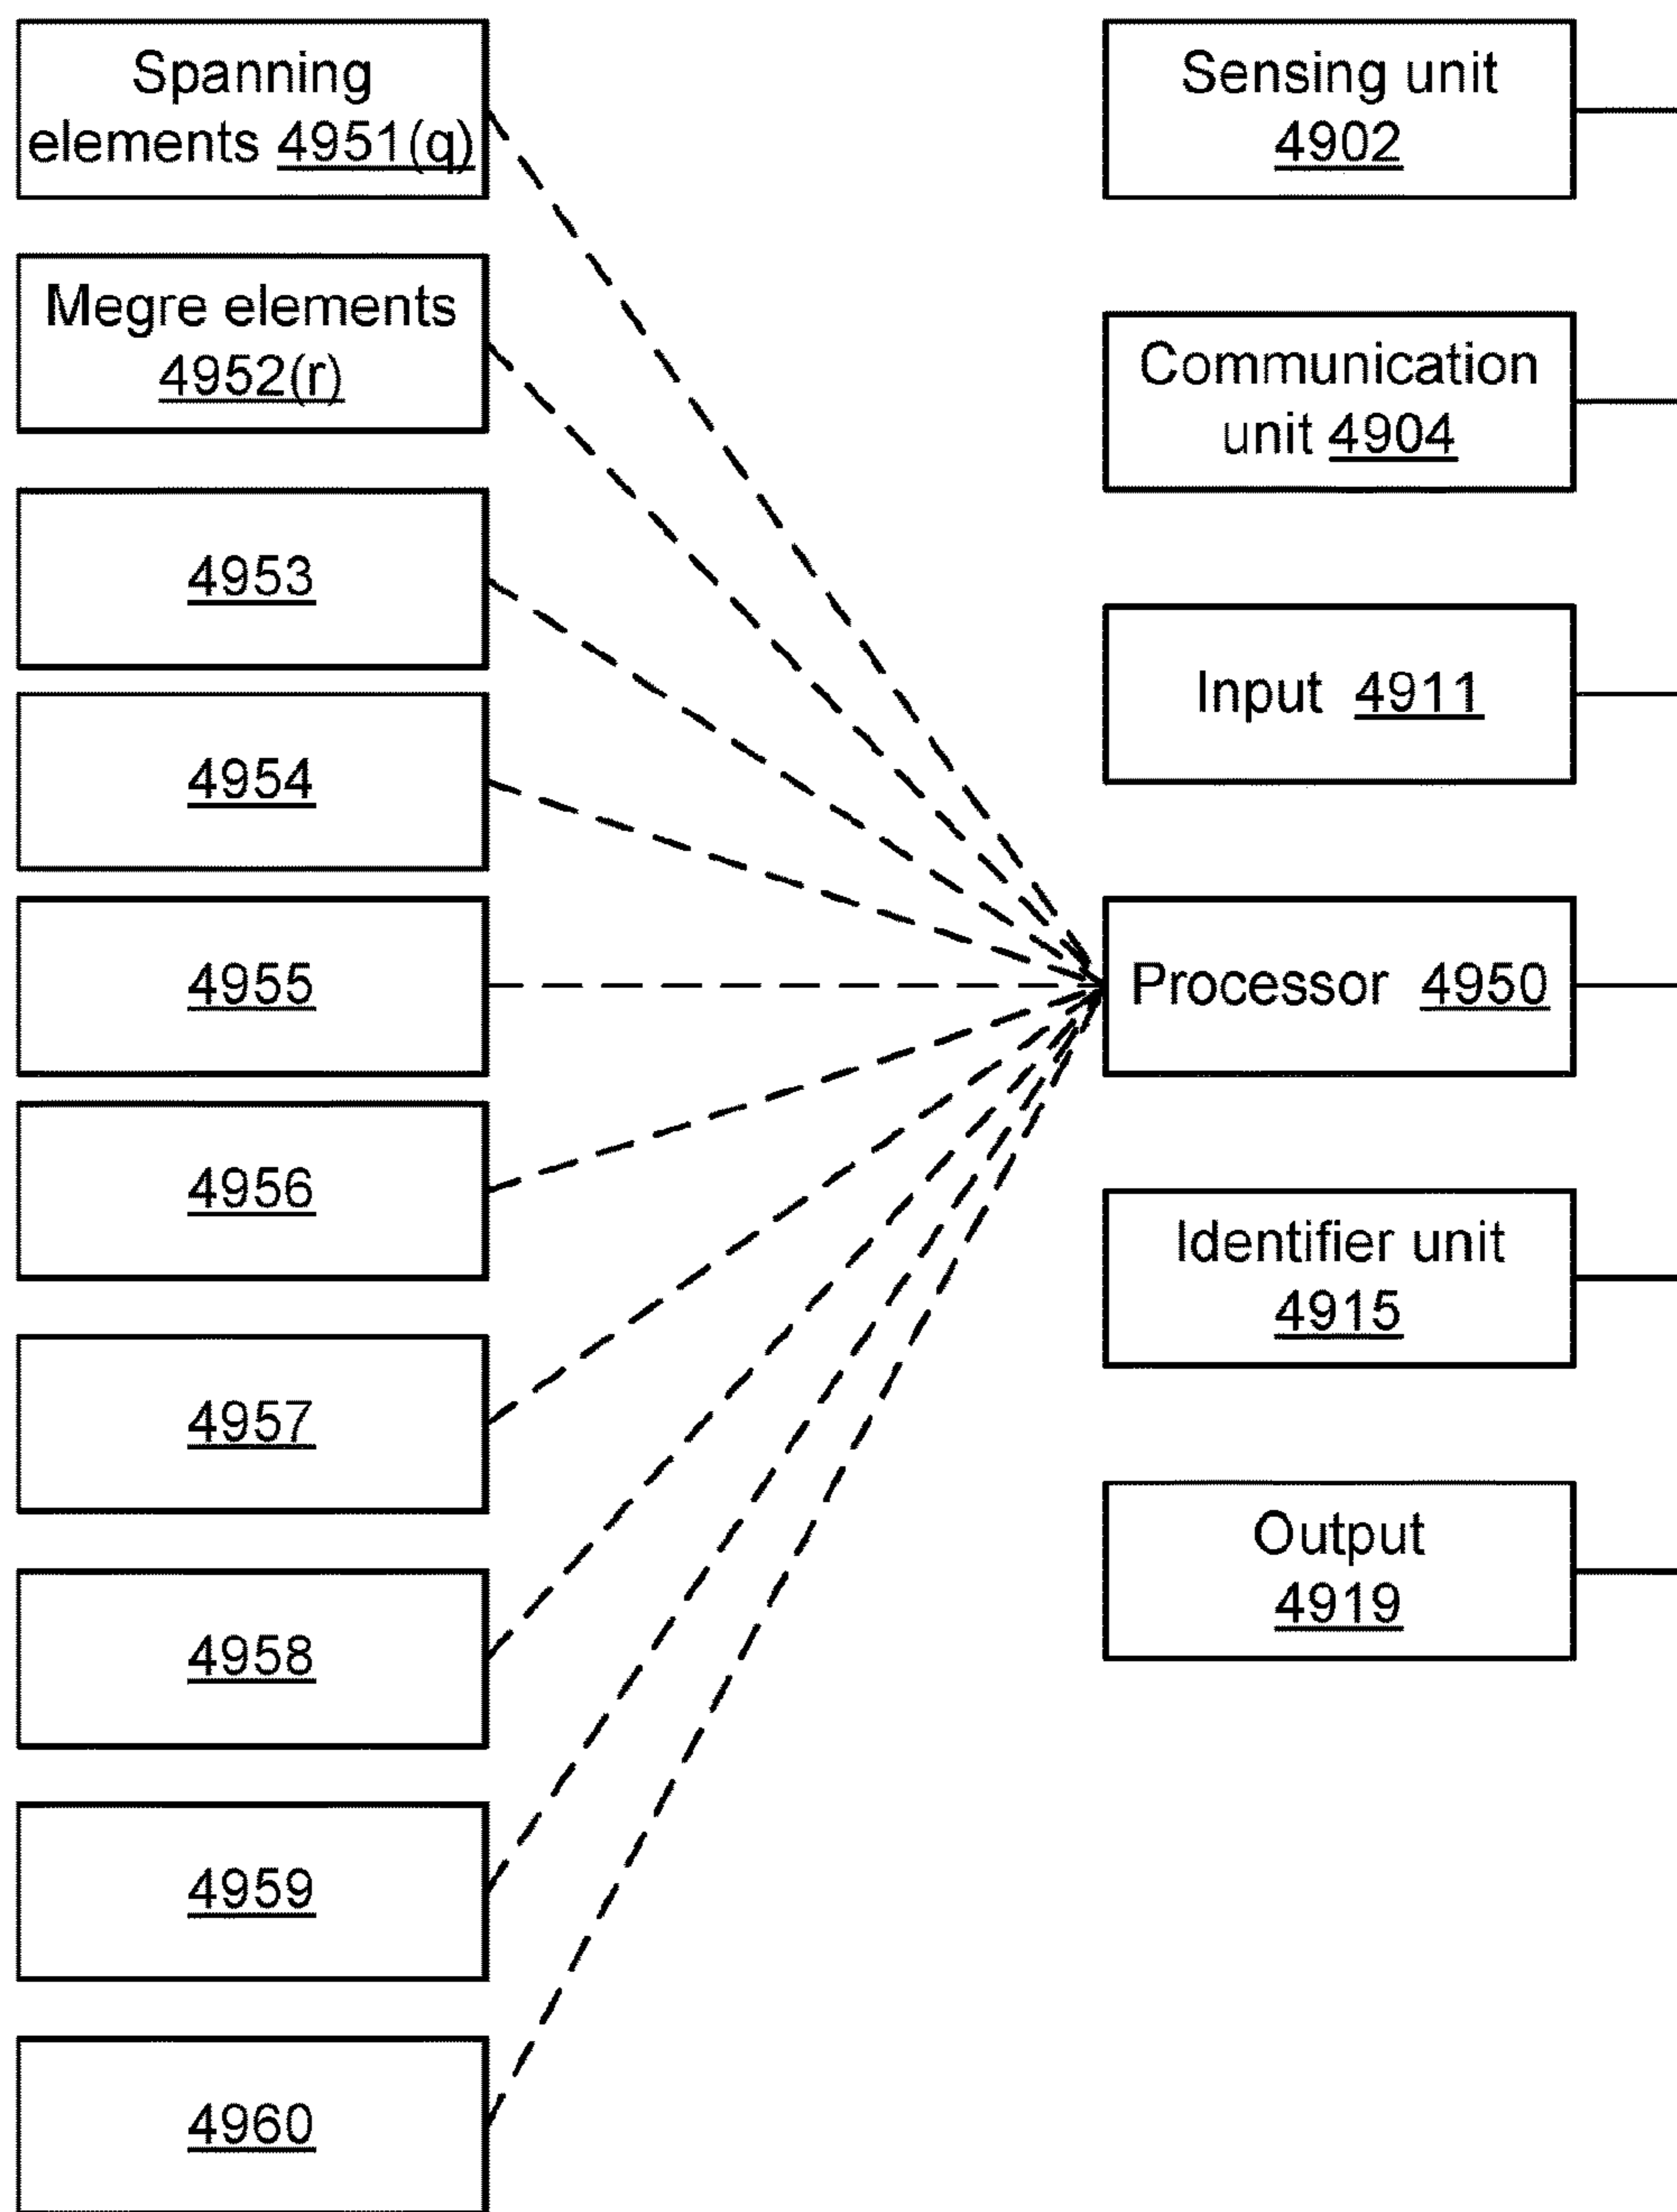 Spanning
elements 4951(q)
Megre elements
4952(r)
4953
4954
4955
4956
4957
4958
4959
4960
Sensing unit
4902
Communication
unit 4904
Input 4911
Processor 4950
Identifier unit
4915
Output
4919